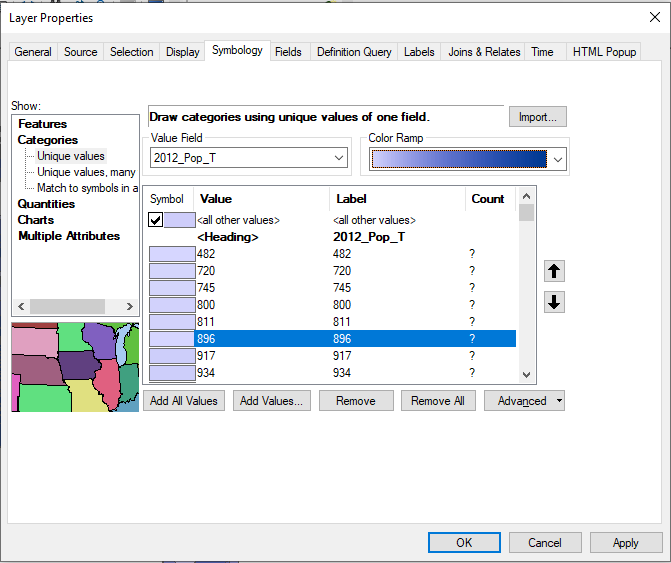 Layer Properties
General Source Selection Display Symbology Fields Definition Query Labels Joins & Relates Time HTML Popup
Show:
Features
Categories
Unique values
Unique values, many
Match to symbols in a
Quantities
Charts
Multiple Attributes
Draw categories using unique values of one field.
Import...
Value Field
2012_Pop_T
Color Ramp
Symbol Value Label Count
<all other values> <all other values>
<Heading> 2012_Pop_T
482 482 ?
720 720 ?
745 745 ?
800 800 ?
811 811 ?
896 896 ?
917 917 ?
934 934 ?
Add All Values Add Values... Remove Remove All Advanced
OK Cancel Apply